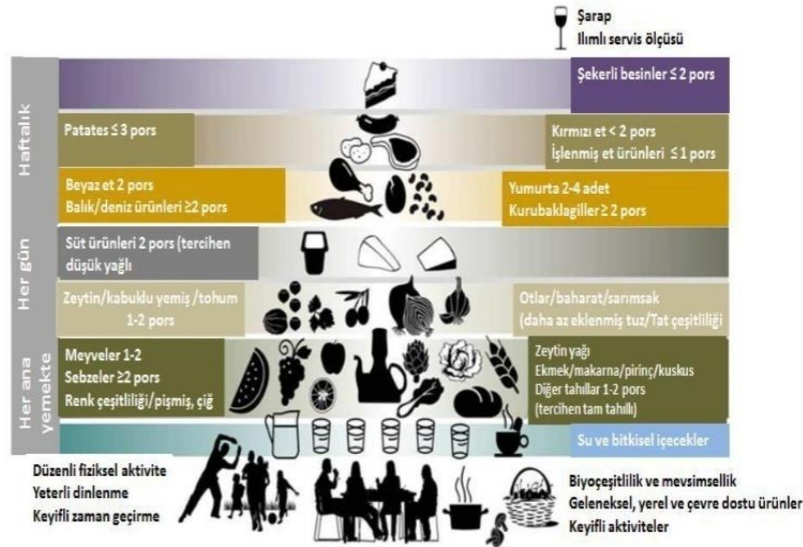 Şarap
Ilımlı servis ölçüsü
Haftalık
Şekerli besinler ≤ 2 pors
Patates ≤ 3 pors
Kırmızı et < 2 pors
İşlenmiş et ürünleri ≤ 1 pors
Beyaz et 2 pors
Balık/deniz ürünleri ≥2 pors
Yumurta 2-4 adet
Kurubaklagiller ≥ 2 pors
Her gün
Süt ürünleri 2 pors (tercihen
düşük yağlı
Zeytin/kabuklu yemiş /tohum
1-2 pors
Otlar/baharat/sarımsak
(daha az eklenmiş tuz/Tat çeşitliliği
Her ana
yemekte
Meyveler 1-2
Sebzeler ≥2 pors
Renk çeşitliliği/pişmiş, çiğ
Zeytin yağı
Ekmek/makarna/pirinç/kuskus
Diğer tahıllar 1-2 pors
(tercihen tam tahıllı)
Su ve bitkisel içecekler
Düzenli fiziksel aktivite
Yeterli dinlenme
Keyifli zaman geçirme
Biyoçeşitlilik ve mevsimsellik
Geleneksel, yerel ve çevre dostu ürünler
Keyifli aktiviteler